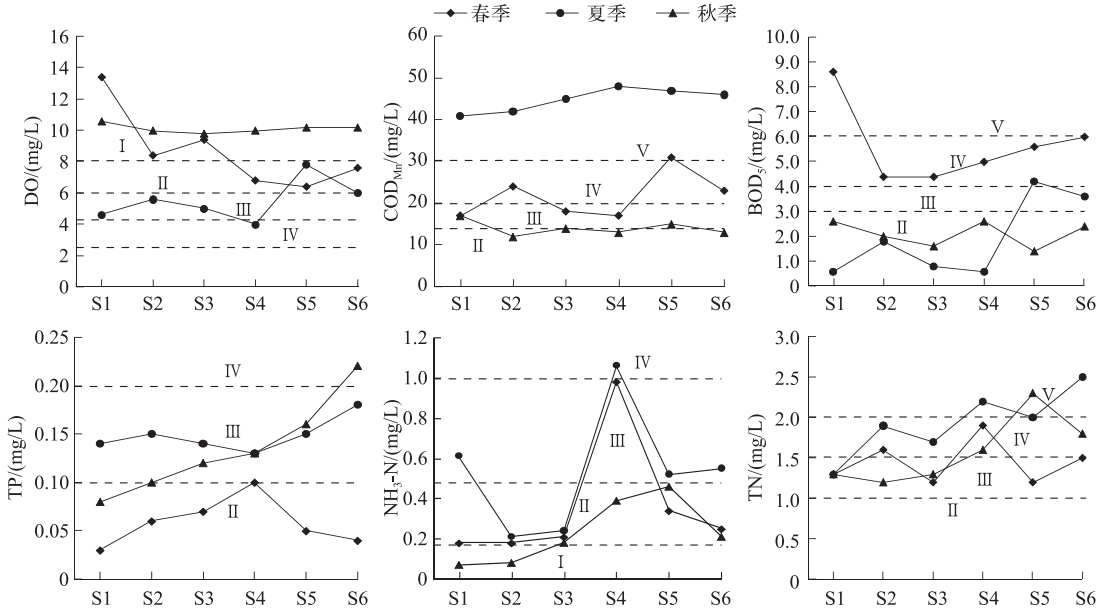 春季 夏季 秋季
DO/(mg/L)
16
14
12
10
8
6
4
2
0
I
II
III
IV
S1 S2 S3 S4 S5 S6
COD_Mn/(mg/L)
60
50
40
30
20
10
0
V
IV
III
II
S1 S2 S3 S4 S5 S6
BOD₅/(mg/L)
10.0
9.0
8.0
7.0
6.0
5.0
4.0
3.0
2.0
1.0
0
V
IV
III
II
S1 S2 S3 S4 S5 S6
TP/(mg/L)
0.25
0.20
0.15
0.10
0.05
0
IV
III
II
S1 S2 S3 S4 S5 S6
NH₃-N/(mg/L)
1.2
1.0
0.8
0.6
0.4
0.2
0
IV
III
II
I
S1 S2 S3 S4 S5 S6
TN/(mg/L)
3.0
2.5
2.0
1.5
1.0
0.5
0
V
IV
III
II
S1 S2 S3 S4 S5 S6